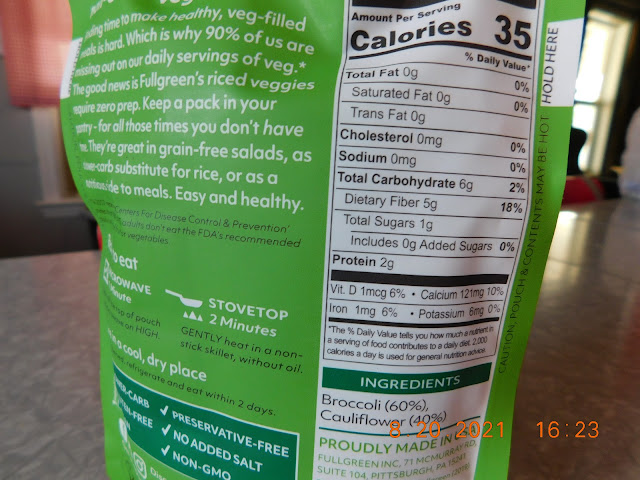 finding time to make healthy, veg-filled
meals is hard. Which is why 90% of us are
missing out on our daily servings of veg.*
The good news is Fullgreen's riced veggies
require zero prep. Keep a pack in your
pantry - for all those times you don't have
They're great in grain-free salads, as
substitute for rice, or as a
to meals. Easy and healthy.
Centers For Disease Control & Prevention'
adults don't eat the FDA's recommended
vegetables
to eat
MICROWAVE
Minute
top of pouch
on HIGH.
STOVETOP
2 Minutes
GENTLY heat in a non-
stick skillet, without oil.
in a cool, dry place
refrigerate and eat within 2 days.
-CARB
-FREE
✓ PRESERVATIVE-FREE
✓ NO ADDED SALT
✓ NON-GMO
Amount Per Serving
Calories 35
% Daily Value*
Total Fat 0g 0%
Saturated Fat 0g 0%
Trans Fat 0g
Cholesterol 0mg 0%
Sodium 0mg 0%
Total Carbohydrate 6g 2%
Dietary Fiber 5g 18%
Total Sugars 1g
Includes 0g Added Sugars 0%
Protein 2g
Vit. D 1mcg 6% • Calcium 121mg 10%
Iron 1mg 6% • Potassium 6mg 0%
*The % Daily Value tells you how much a nutrient in
a serving of food contributes to a daily diet. 2,000
calories a day is used for general nutrition advice.
INGREDIENTS
Broccoli (60%),
Cauliflower (40%)
PROUDLY MADE IN
FULLGREEN INC, 71 MCMURRAY RD,
SUITE 104, PITTSBURGH, PA 15241
HOLD HERE
CAUTION, POUCH & CONTENTS MAY BE HOT
8 20 2021 16:23